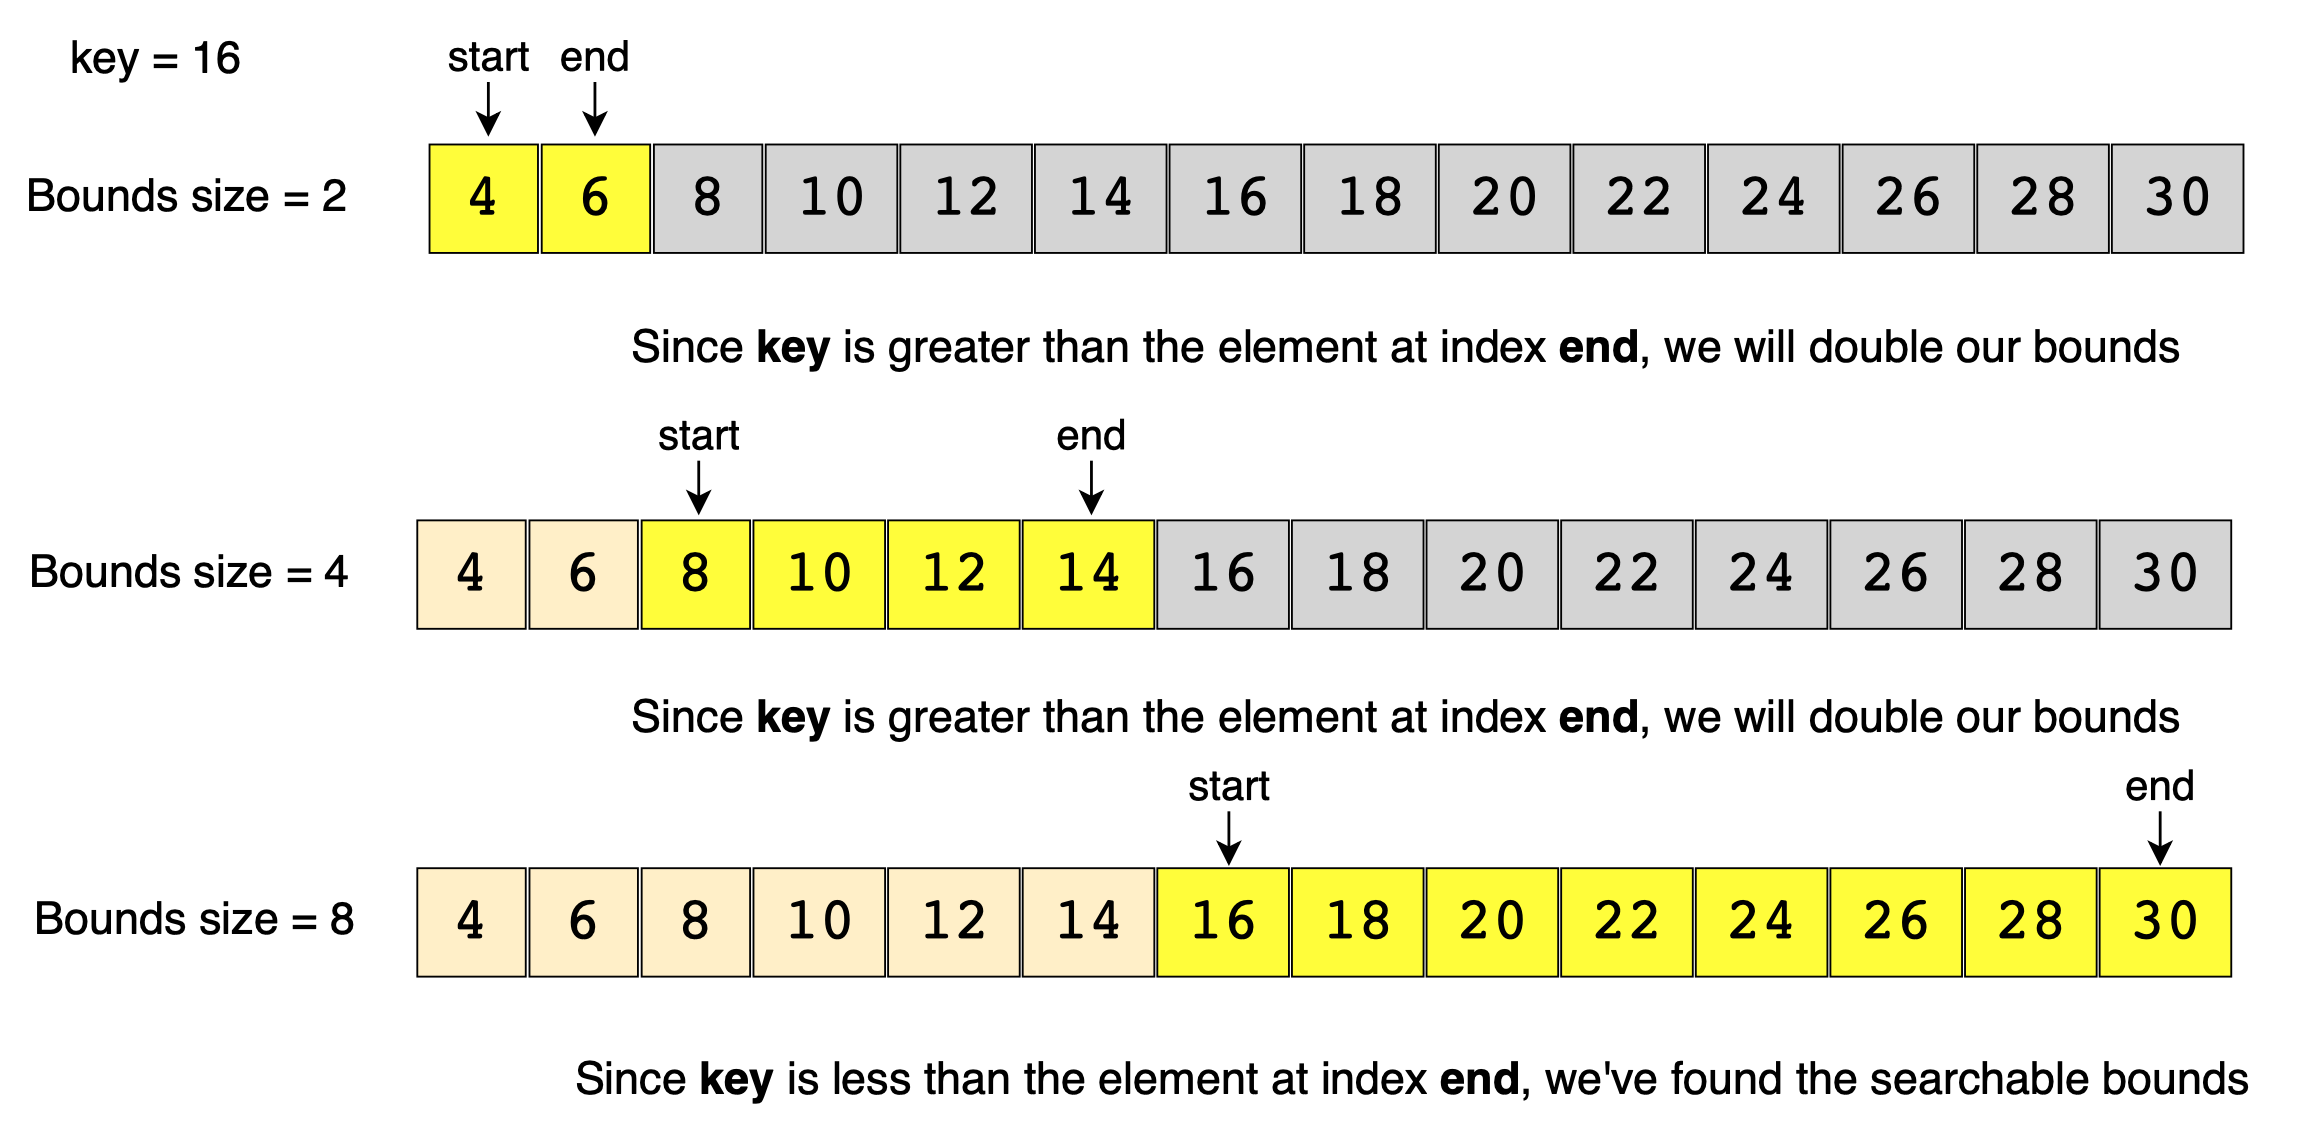 key = 16 start end
Bounds size = 2 4 6 8 10 12 14 16 18 20 22 24 26 28 30
Since key is greater than the element at index end, we will double our bounds
start end
Bounds size = 4 4 6 8 10 12 14 16 18 20 22 24 26 28 30
Since key is greater than the element at index end, we will double our bounds
start end
Bounds size = 8 4 6 8 10 12 14 16 18 20 22 24 26 28 30
Since key is less than the element at index end, we've found the searchable bounds